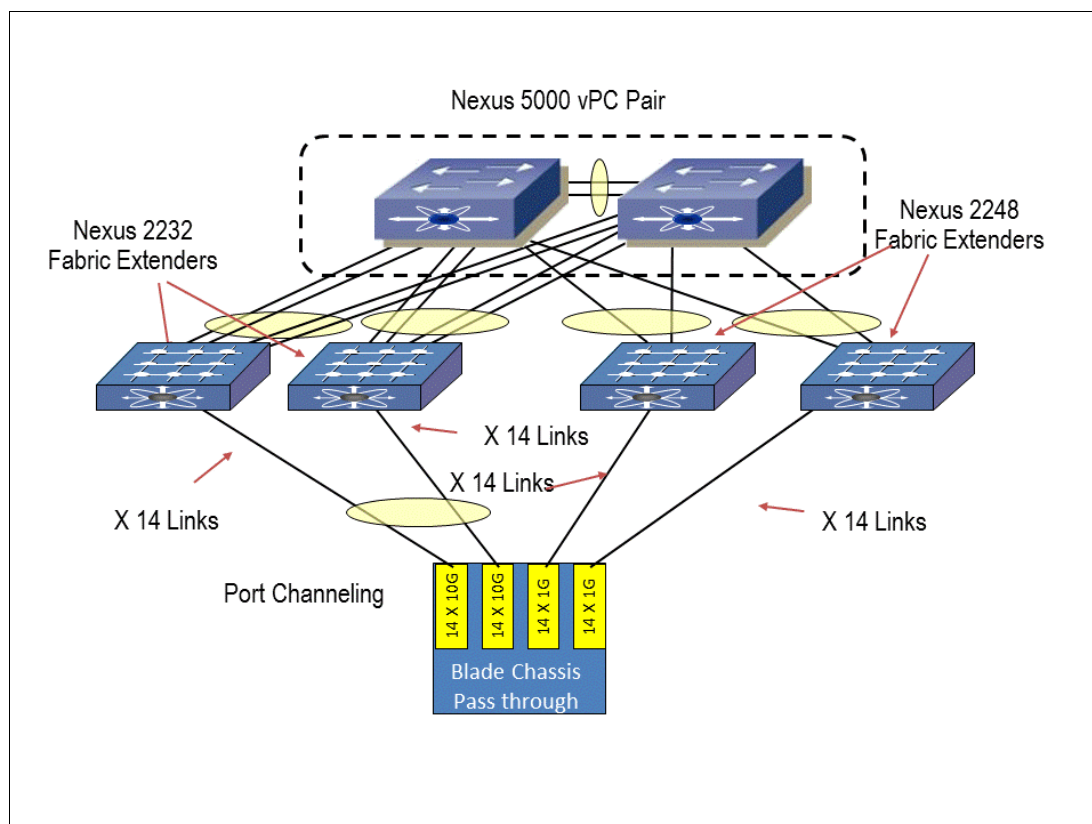 Nexus 5000 vPC Pair
Nexus 2232
Fabric Extenders
Nexus 2248
Fabric Extenders
X 14 Links
X 14 Links
X 14 Links
X 14 Links
Port Channeling
14 X 10G
14 X 10G
14 X 1G
14 X 1G
Blade Chassis
Pass through